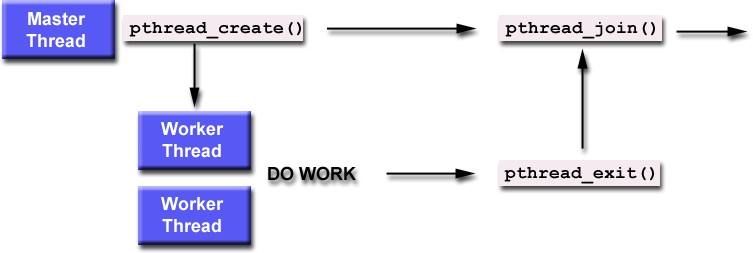 Master
Thread
pthread_create()
pthread_join()
Worker
Thread
DO WORK
pthread_exit()
Worker
Thread